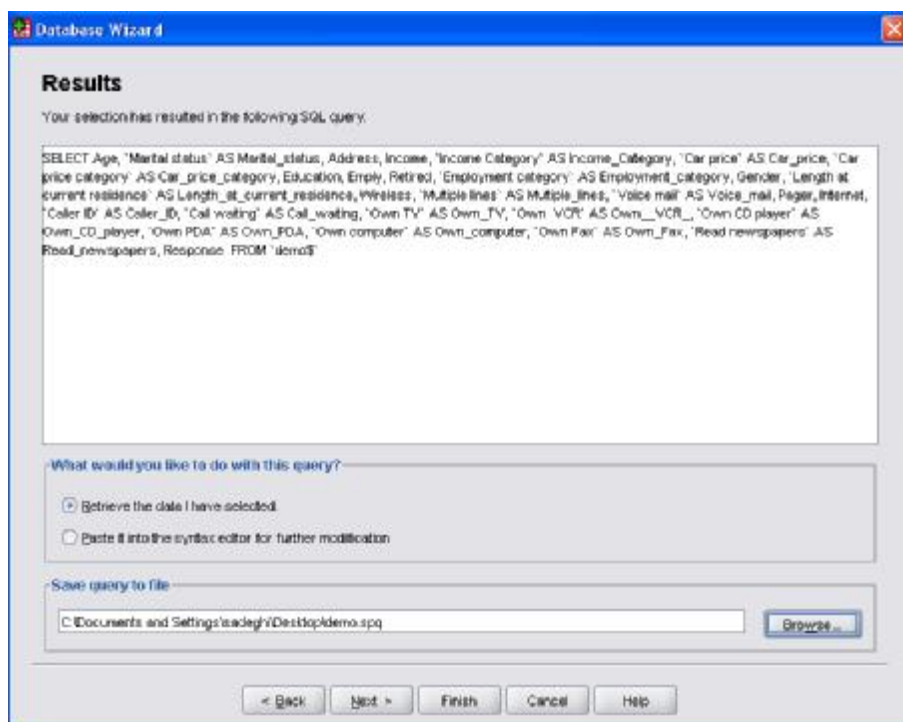 Database Wizard
Results
Your selection has resulted in the following SQL query:
SELECT Age, `Marital status` AS Marital_status, Address, Income, `Income Category` AS Income_Category, `Car price` AS Car_price, `Car
price category` AS Car_price_category, Education, Emply, Retired, `Employment category` AS Employment_category, Gender, `Length at
current residence` AS Length_at_current_residence, Wireless, `Multiple lines` AS Multiple_lines, `Voice mail` AS Voice_mail, Pager, Internet,
`Caller ID` AS Caller_ID, `Call waiting` AS Call_waiting, `Own TV` AS Own_TV, `Own VCR` AS Own__VCR_, `Own CD player` AS
Own_CD_player, `Own PDA` AS Own_PDA, `Own computer` AS Own_computer, `Own Fax` AS Own_Fax, `Read newspapers` AS
Read_newspapers, Response FROM `demo$`
What would you like to do with this query?
Retrieve the data I have selected.
Paste it into the syntax editor for further modification
Save query to file
C:\Documents and Settings\sadeghi\Desktop\demo.spq
Browse...
< Back
Next >
Finish
Cancel
Help